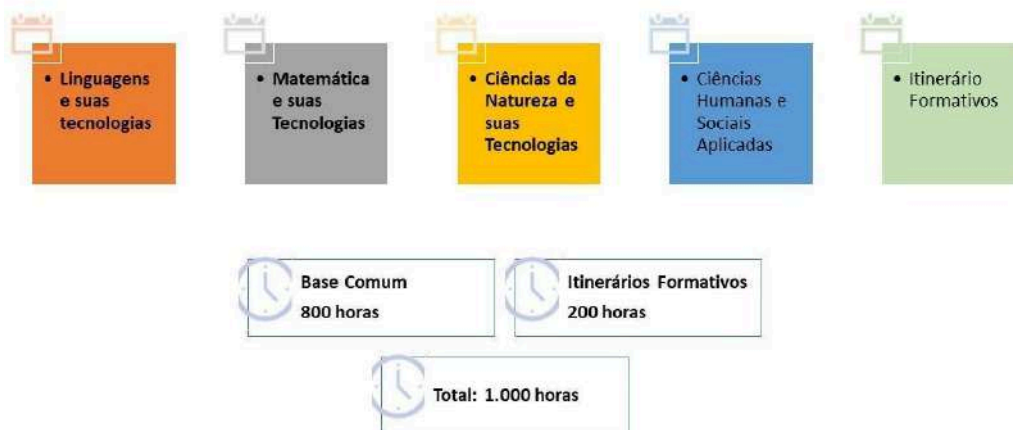 • Linguagens
e suas
tecnologias
• Matemática
e suas
Tecnologias
• Ciências da
Natureza e
suas
Tecnologias
• Ciências
Humanas e
Sociais
Aplicadas
• Itinerário
Formativos
Base Comum
800 horas
Itinerários Formativos
200 horas
Total: 1.000 horas